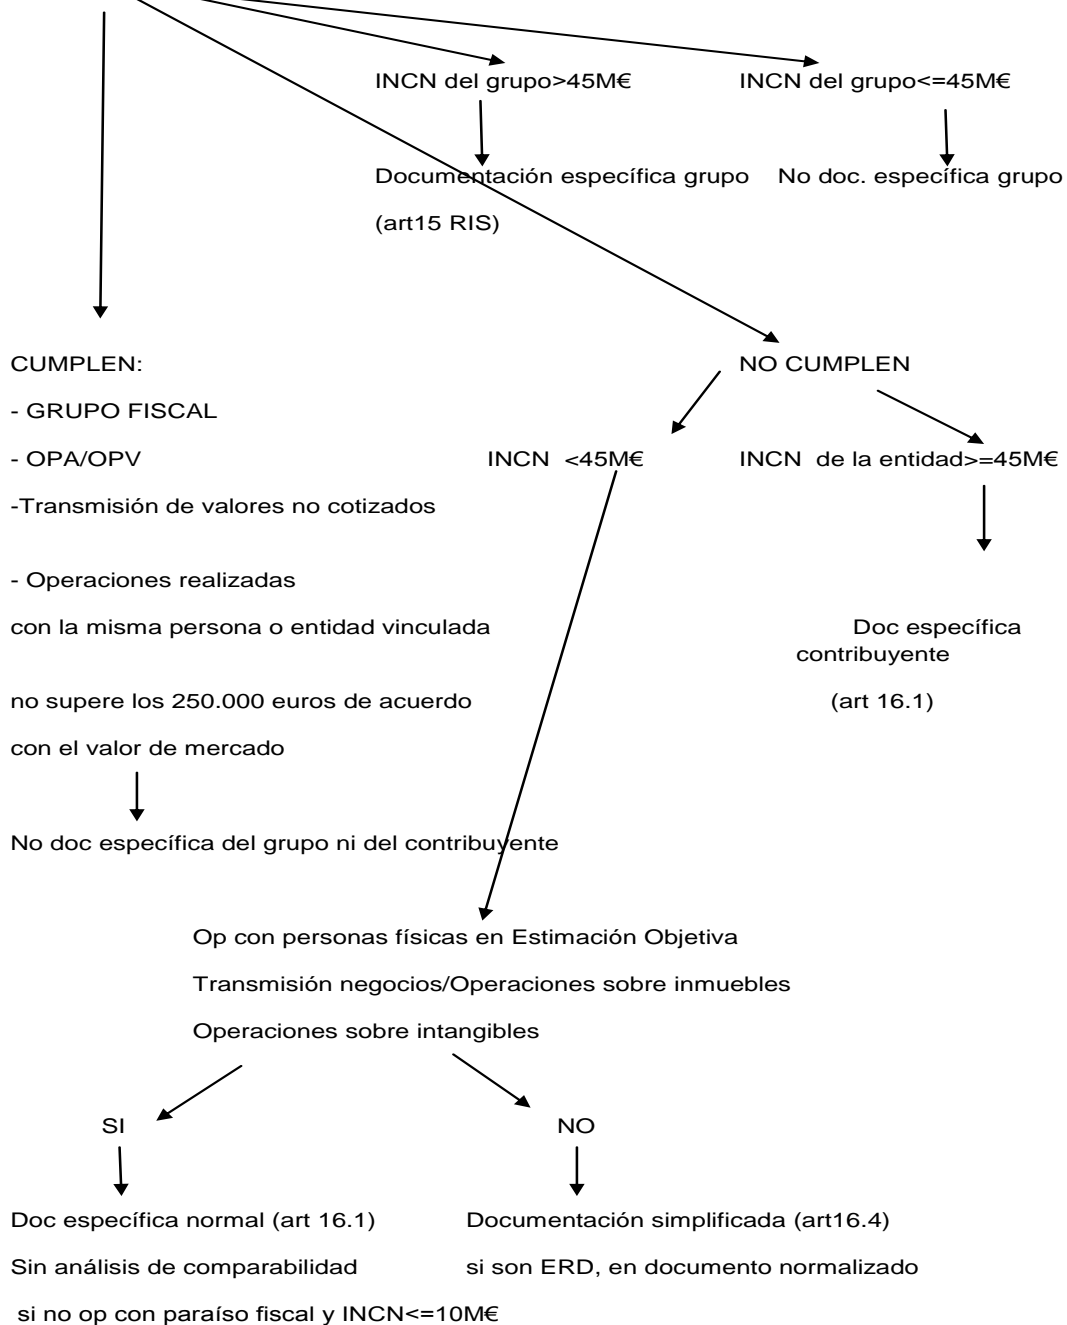 INCN del grupo>45M€ INCN del grupo<=45M€
Documentación específica grupo No doc. específica grupo
(art15 RIS)
CUMPLEN: NO CUMPLEN
- GRUPO FISCAL
- OPA/OPV INCN <45M€ INCN de la entidad>=45M€
-Transmisión de valores no cotizados
- Operaciones realizadas
con la misma persona o entidad vinculada Doc específica
contribuyente
no supere los 250.000 euros de acuerdo (art 16.1)
con el valor de mercado
No doc específica del grupo ni del contribuyente
Op con personas físicas en Estimación Objetiva
Transmisión negocios/Operaciones sobre inmuebles
Operaciones sobre intangibles
SI NO
Doc específica normal (art 16.1) Documentación simplificada (art16.4)
Sin análisis de comparabilidad si son ERD, en documento normalizado
si no op con paraíso fiscal y INCN<=10M€